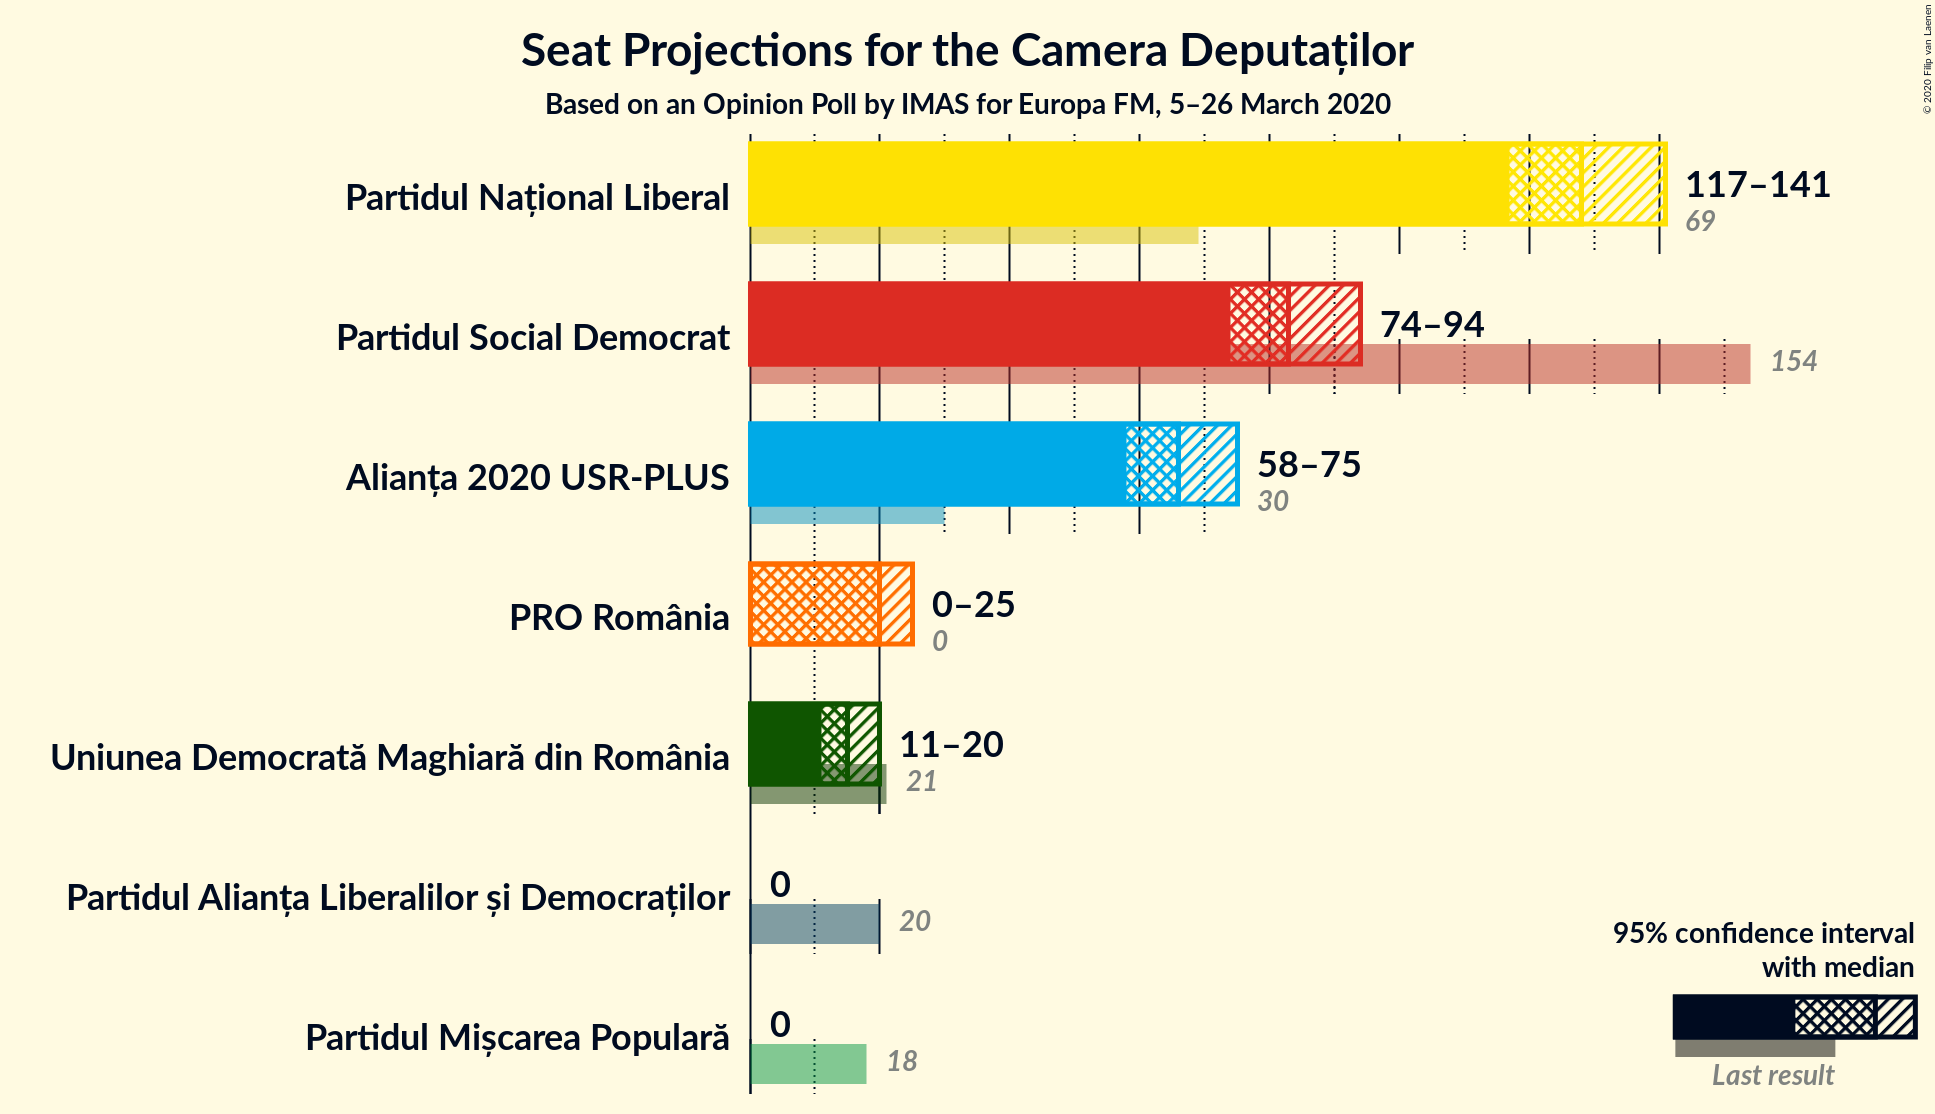 Seat Projections for the Camera Deputaților
Based on an Opinion Poll by IMAS for Europa FM, 5–26 March 2020
© 2020 Filip van Laenen
Partidul Național Liberal
117–141
69
Partidul Social Democrat
74–94
154
Alianța 2020 USR-PLUS
58–75
30
PRO România
0–25
0
Uniunea Democrată Maghiară din România
11–20
21
Partidul Alianța Liberalilor și Democraților
0
20
Partidul Mișcarea Populară
0
18
95% confidence interval
with median
Last result